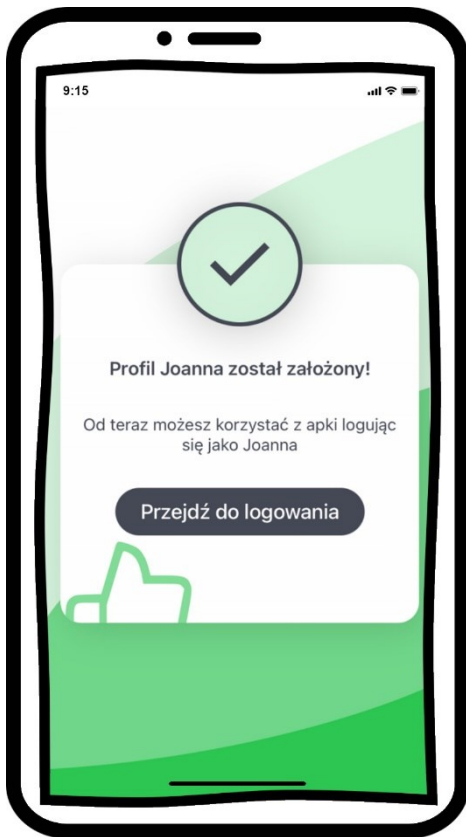 9:15
Profil Joanna został założony!
Od teraz możesz korzystać z apki logując
się jako Joanna
Przejdź do logowania